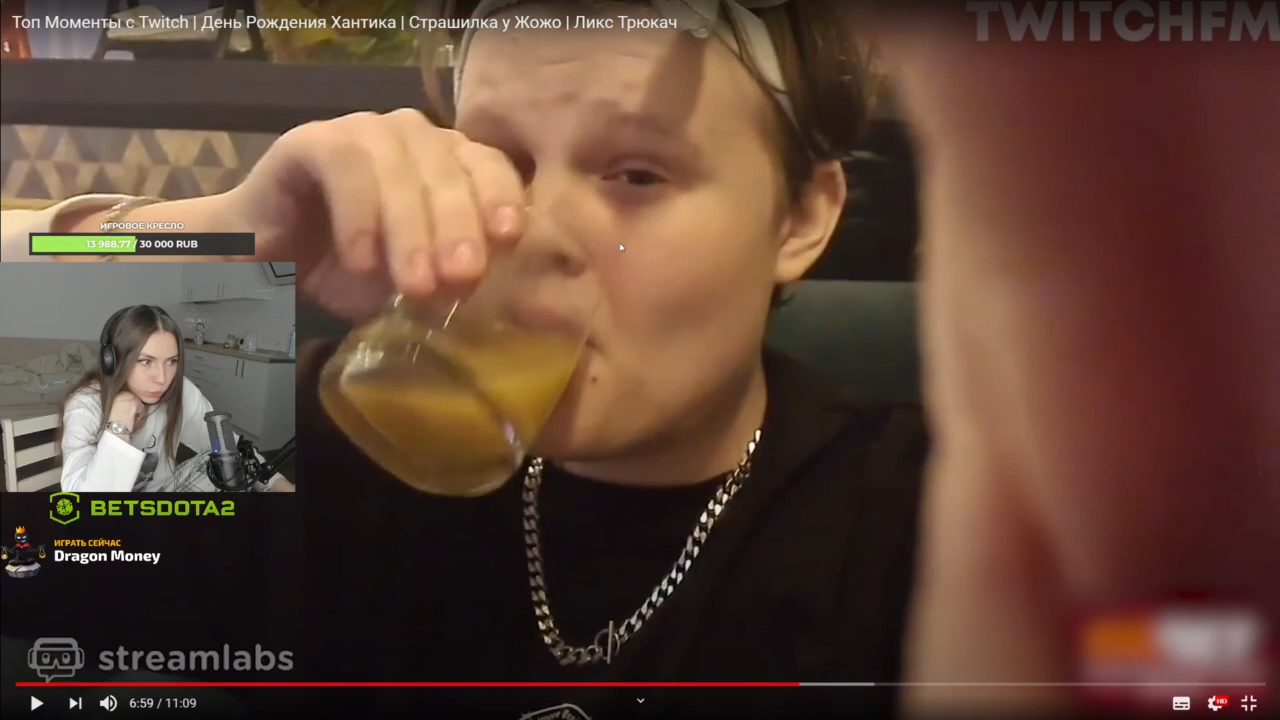 Топ Моменты с Twitch | День Рождения Хантика | Страшилка у Жожо | Ликс Трюкач
TWITCHFM
ИГРОВОЕ КРЕСЛО
13 988.77 / 30 000 RUB
BETSDOTA2
ИГРАТЬ СЕЙЧАС
Dragon Money
streamlabs
6:59 / 11:09
HD